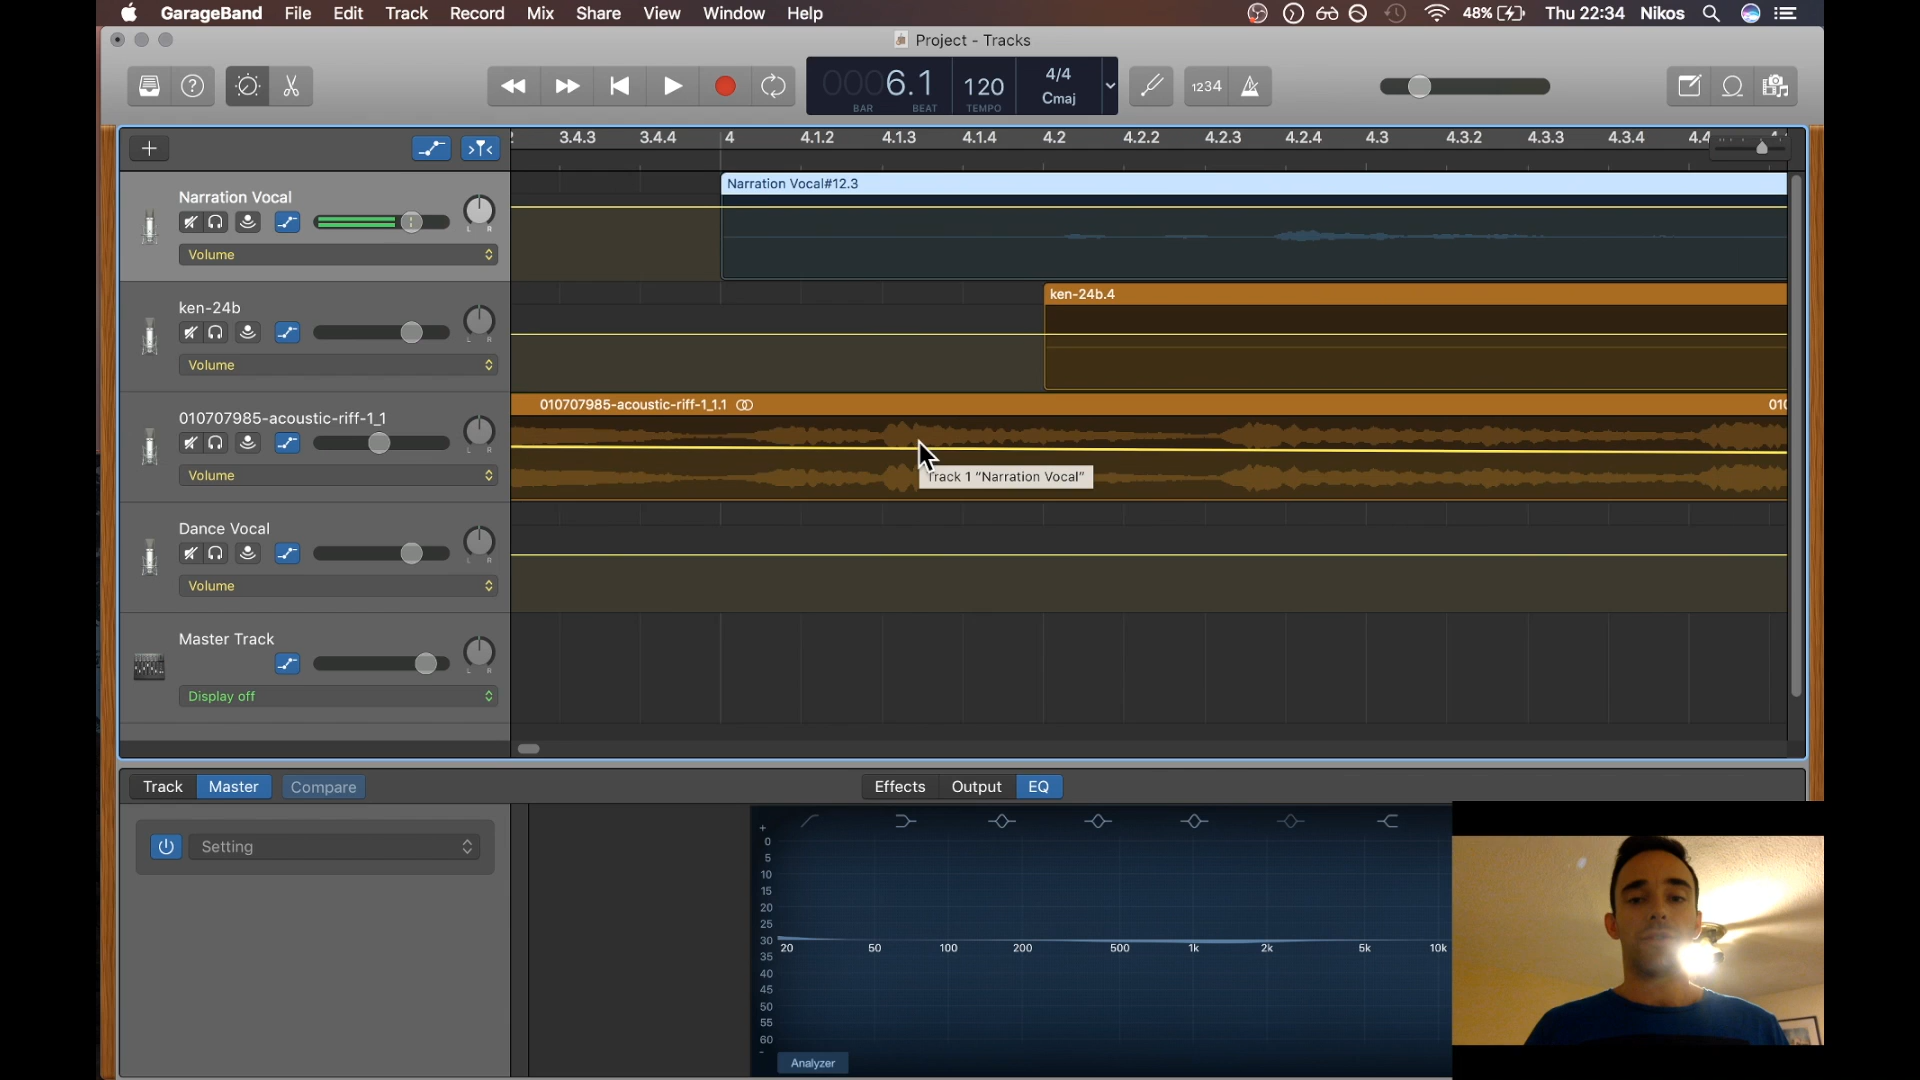 GarageBand File Edit Track Record Mix Share View Window Help 48% Thu 22:34 Nikos
Project - Tracks
0006.1 120 4/4 Cmaj 1234
BAR BEAT TEMPO
3.4.3 3.4.4 4 4.1.2 4.1.3 4.1.4 4.2 4.2.2 4.2.3 4.2.4 4.3 4.3.2 4.3.3 4.3.4 4.4
Narration Vocal#12.3
Narration Vocal
L R
Volume
ken-24b.4
ken-24b
L R
Volume
010707985-acoustic-riff-1_1.1 010
010707985-acoustic-riff-1_1
L R
Volume
Track 1 "Narration Vocal"
Dance Vocal
L R
Volume
Master Track
L R
Display off
Track Master Compare Effects Output EQ
Setting
+
0
5
10
15
20
25
30
35
40
45
50
55
60
-
20 50 100 200 500 1k 2k 5k 10k
Analyzer